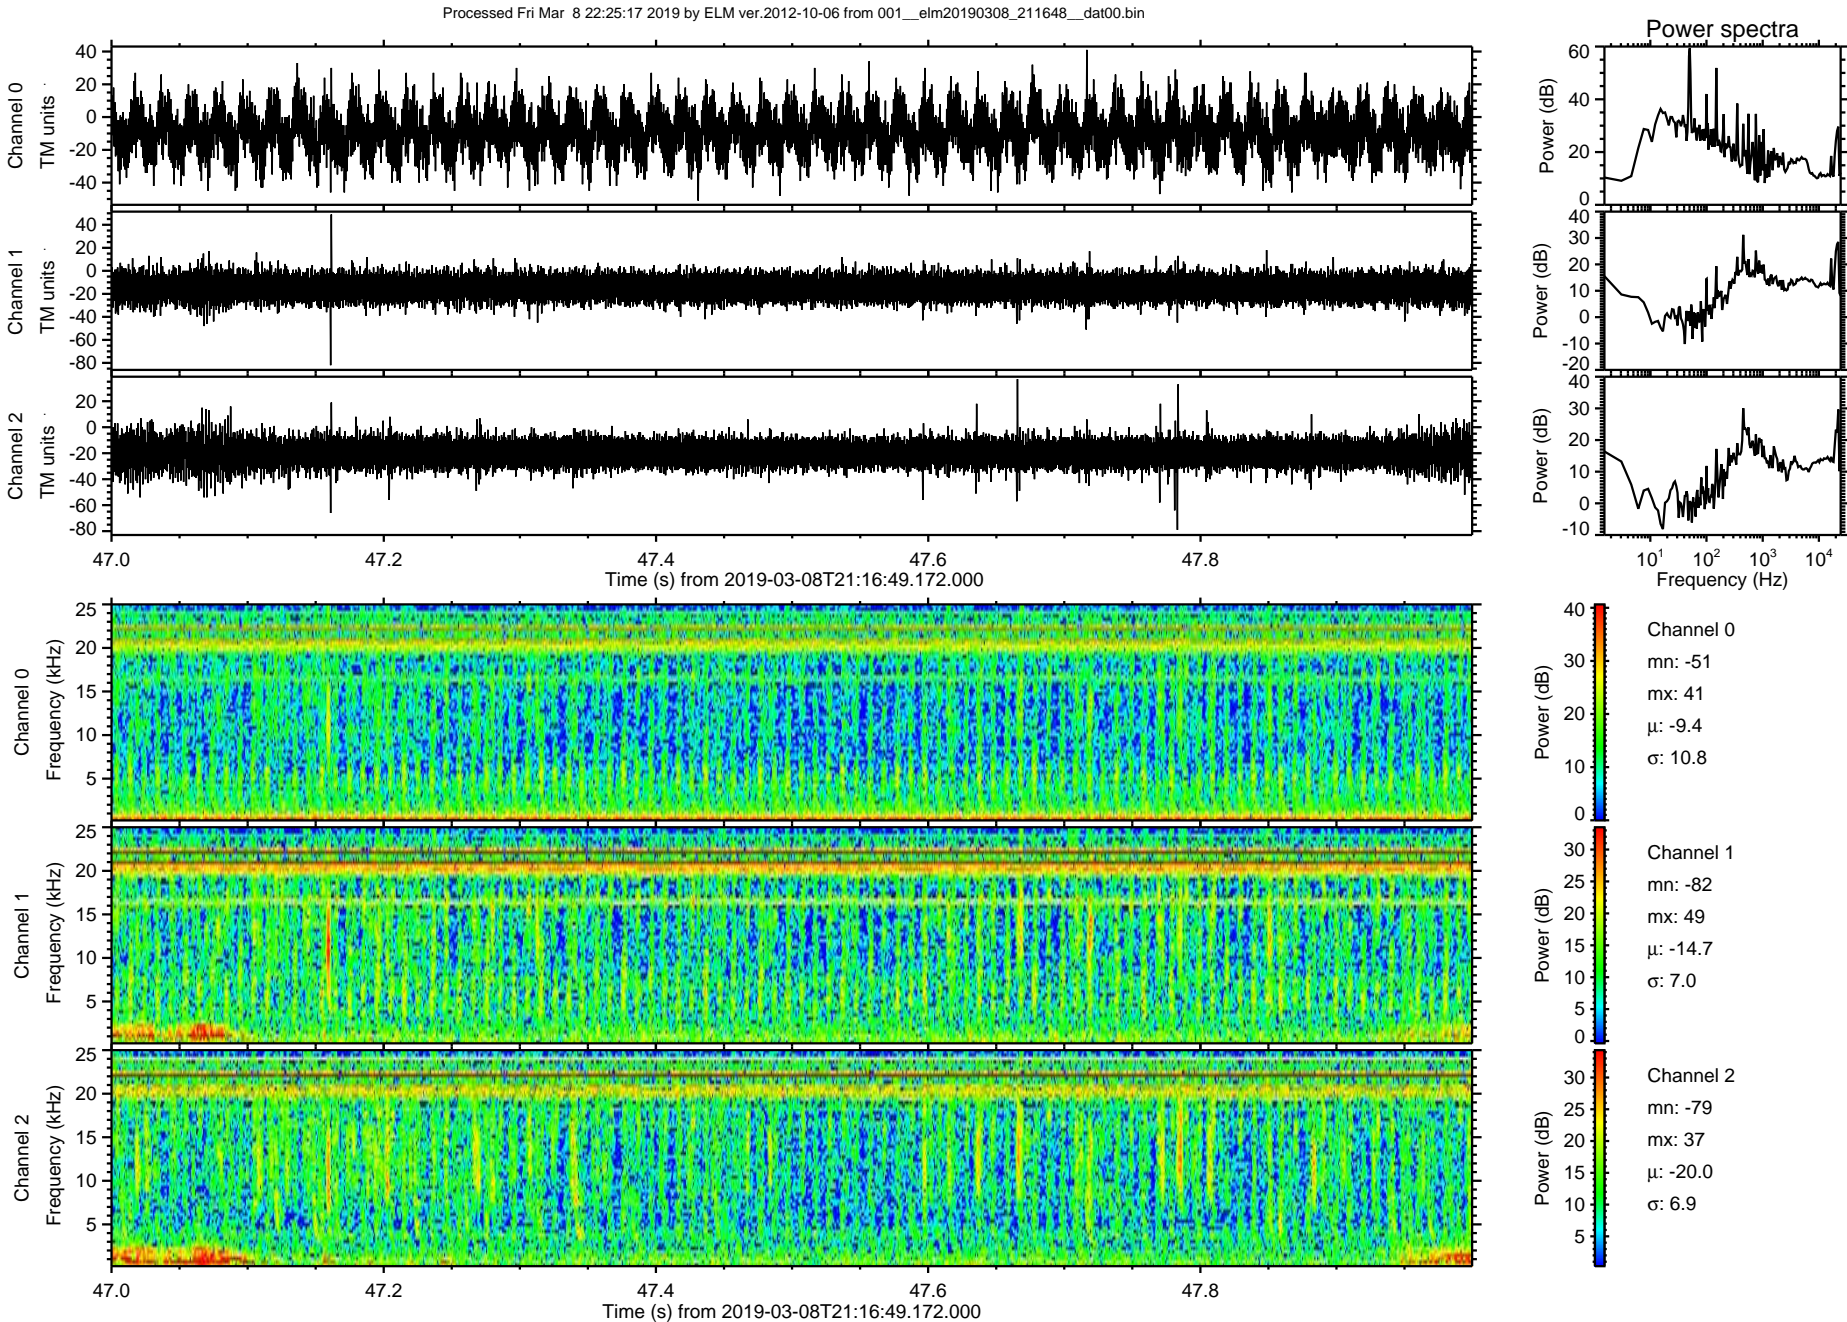 Processed Fri Mar 8 22:25:17 2019 by ELM ver.2012-10-06 from 001__elm20190308_211648__dat00.bin
Power spectra
Channel 0
TM units
40
20
0
-20
-40
Power (dB)
60
40
20
0
Channel 1
TM units
40
20
0
-20
-40
-60
-80
Power (dB)
40
30
20
10
0
-10
-20
Channel 2
TM units
20
0
-20
-40
-60
-80
Power (dB)
40
30
20
10
0
-10
47.0 47.2 47.4 47.6 47.8
Time (s) from 2019-03-08T21:16:49.172.000
10¹ 10² 10³ 10⁴
Frequency (Hz)
Channel 0
Frequency (kHz)
25
20
15
10
5
Power (dB)
40
30
20
10
0
Channel 0
mn: -51
mx: 41
μ: -9.4
σ: 10.8
Channel 1
Frequency (kHz)
25
20
15
10
5
Power (dB)
30
25
20
15
10
5
0
Channel 1
mn: -82
mx: 49
μ: -14.7
σ: 7.0
Channel 2
Frequency (kHz)
25
20
15
10
5
Power (dB)
30
25
20
15
10
5
Channel 2
mn: -79
mx: 37
μ: -20.0
σ: 6.9
47.0 47.2 47.4 47.6 47.8
Time (s) from 2019-03-08T21:16:49.172.000